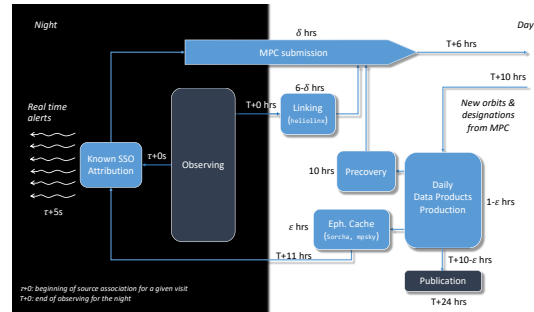 Night
Day
δ hrs
MPC submission
T+6 hrs
T+10 hrs
6-δ hrs
T+0 hrs
Linking
(heliolinx)
New orbits &
designations
from MPC
Real time
alerts
Known SSO
Attribution
τ+0s
Observing
τ+5s
10 hrs
Precovery
Daily
Data Products
Production
1-ε hrs
ε hrs
Eph. Cache
(Sorcha, mpsky)
T+11 hrs
T+10-ε hrs
Publication
T+24 hrs
τ+0: beginning of source association for a given visit
T+0: end of observing for the night